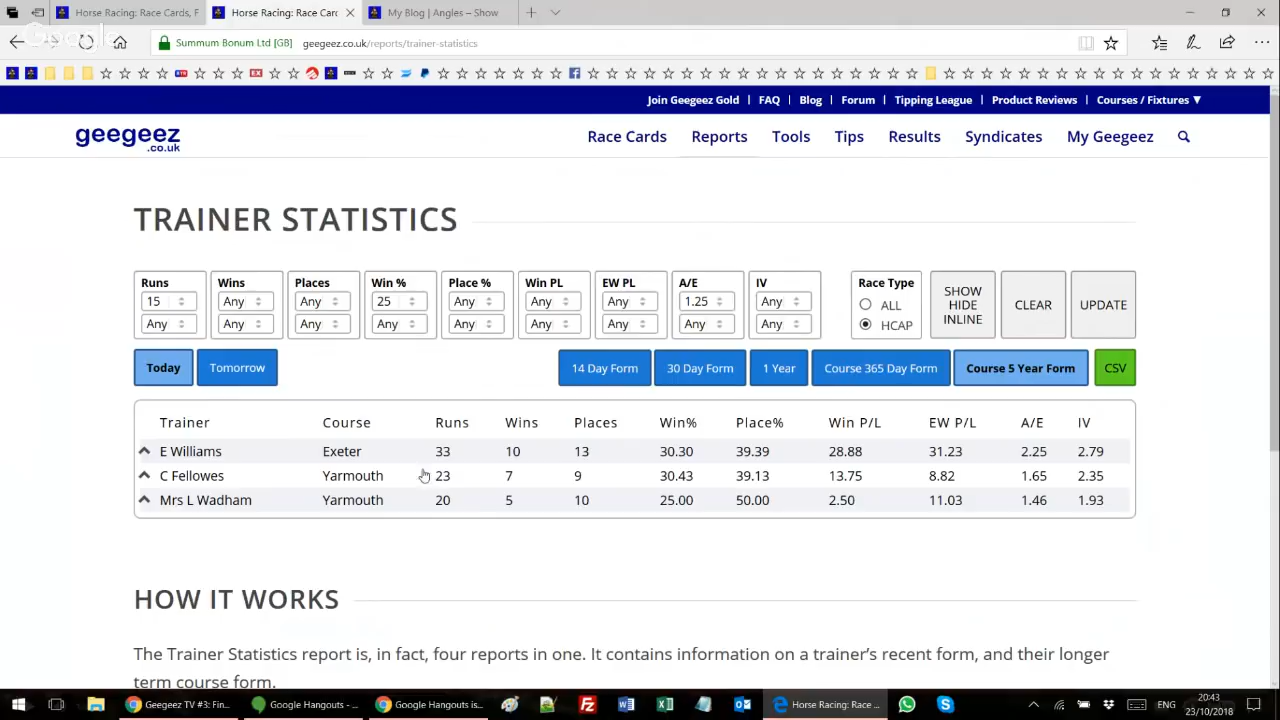 Horse Racing: Race Cards, F
Horse Racing: Race Carc
My Blog | Angles – Show
Google
Summum Bonum Ltd [GB]
geegeez.co.uk/reports/trainer-statistics
Join Geegeez Gold | FAQ | Blog | Forum | Tipping League | Product Reviews | Courses / Fixtures ▼
geegeez
.co.uk
Race Cards Reports Tools Tips Results Syndicates My Geegeez
TRAINER STATISTICS
Runs Wins Places Win % Place % Win PL EW PL A/E IV Race Type
15 Any Any 25 Any Any Any 1.25 Any ALL
Any Any Any Any Any Any Any Any Any HCAP
SHOW
HIDE
INLINE
CLEAR
UPDATE
Today Tomorrow 14 Day Form 30 Day Form 1 Year Course 365 Day Form Course 5 Year Form CSV
Trainer Course Runs Wins Places Win% Place% Win P/L EW P/L A/E IV
E Williams Exeter 33 10 13 30.30 39.39 28.88 31.23 2.25 2.79
C Fellowes Yarmouth 23 7 9 30.43 39.13 13.75 8.82 1.65 2.35
Mrs L Wadham Yarmouth 20 5 10 25.00 50.00 2.50 11.03 1.46 1.93
HOW IT WORKS
The Trainer Statistics report is, in fact, four reports in one. It contains information on a trainer's recent form, and their longer
term course form.
Geegeez TV #3: Fin...
Google Hangouts - ...
Google Hangouts is...
Horse Racing: Race ...
ENG
20:43
23/10/2018